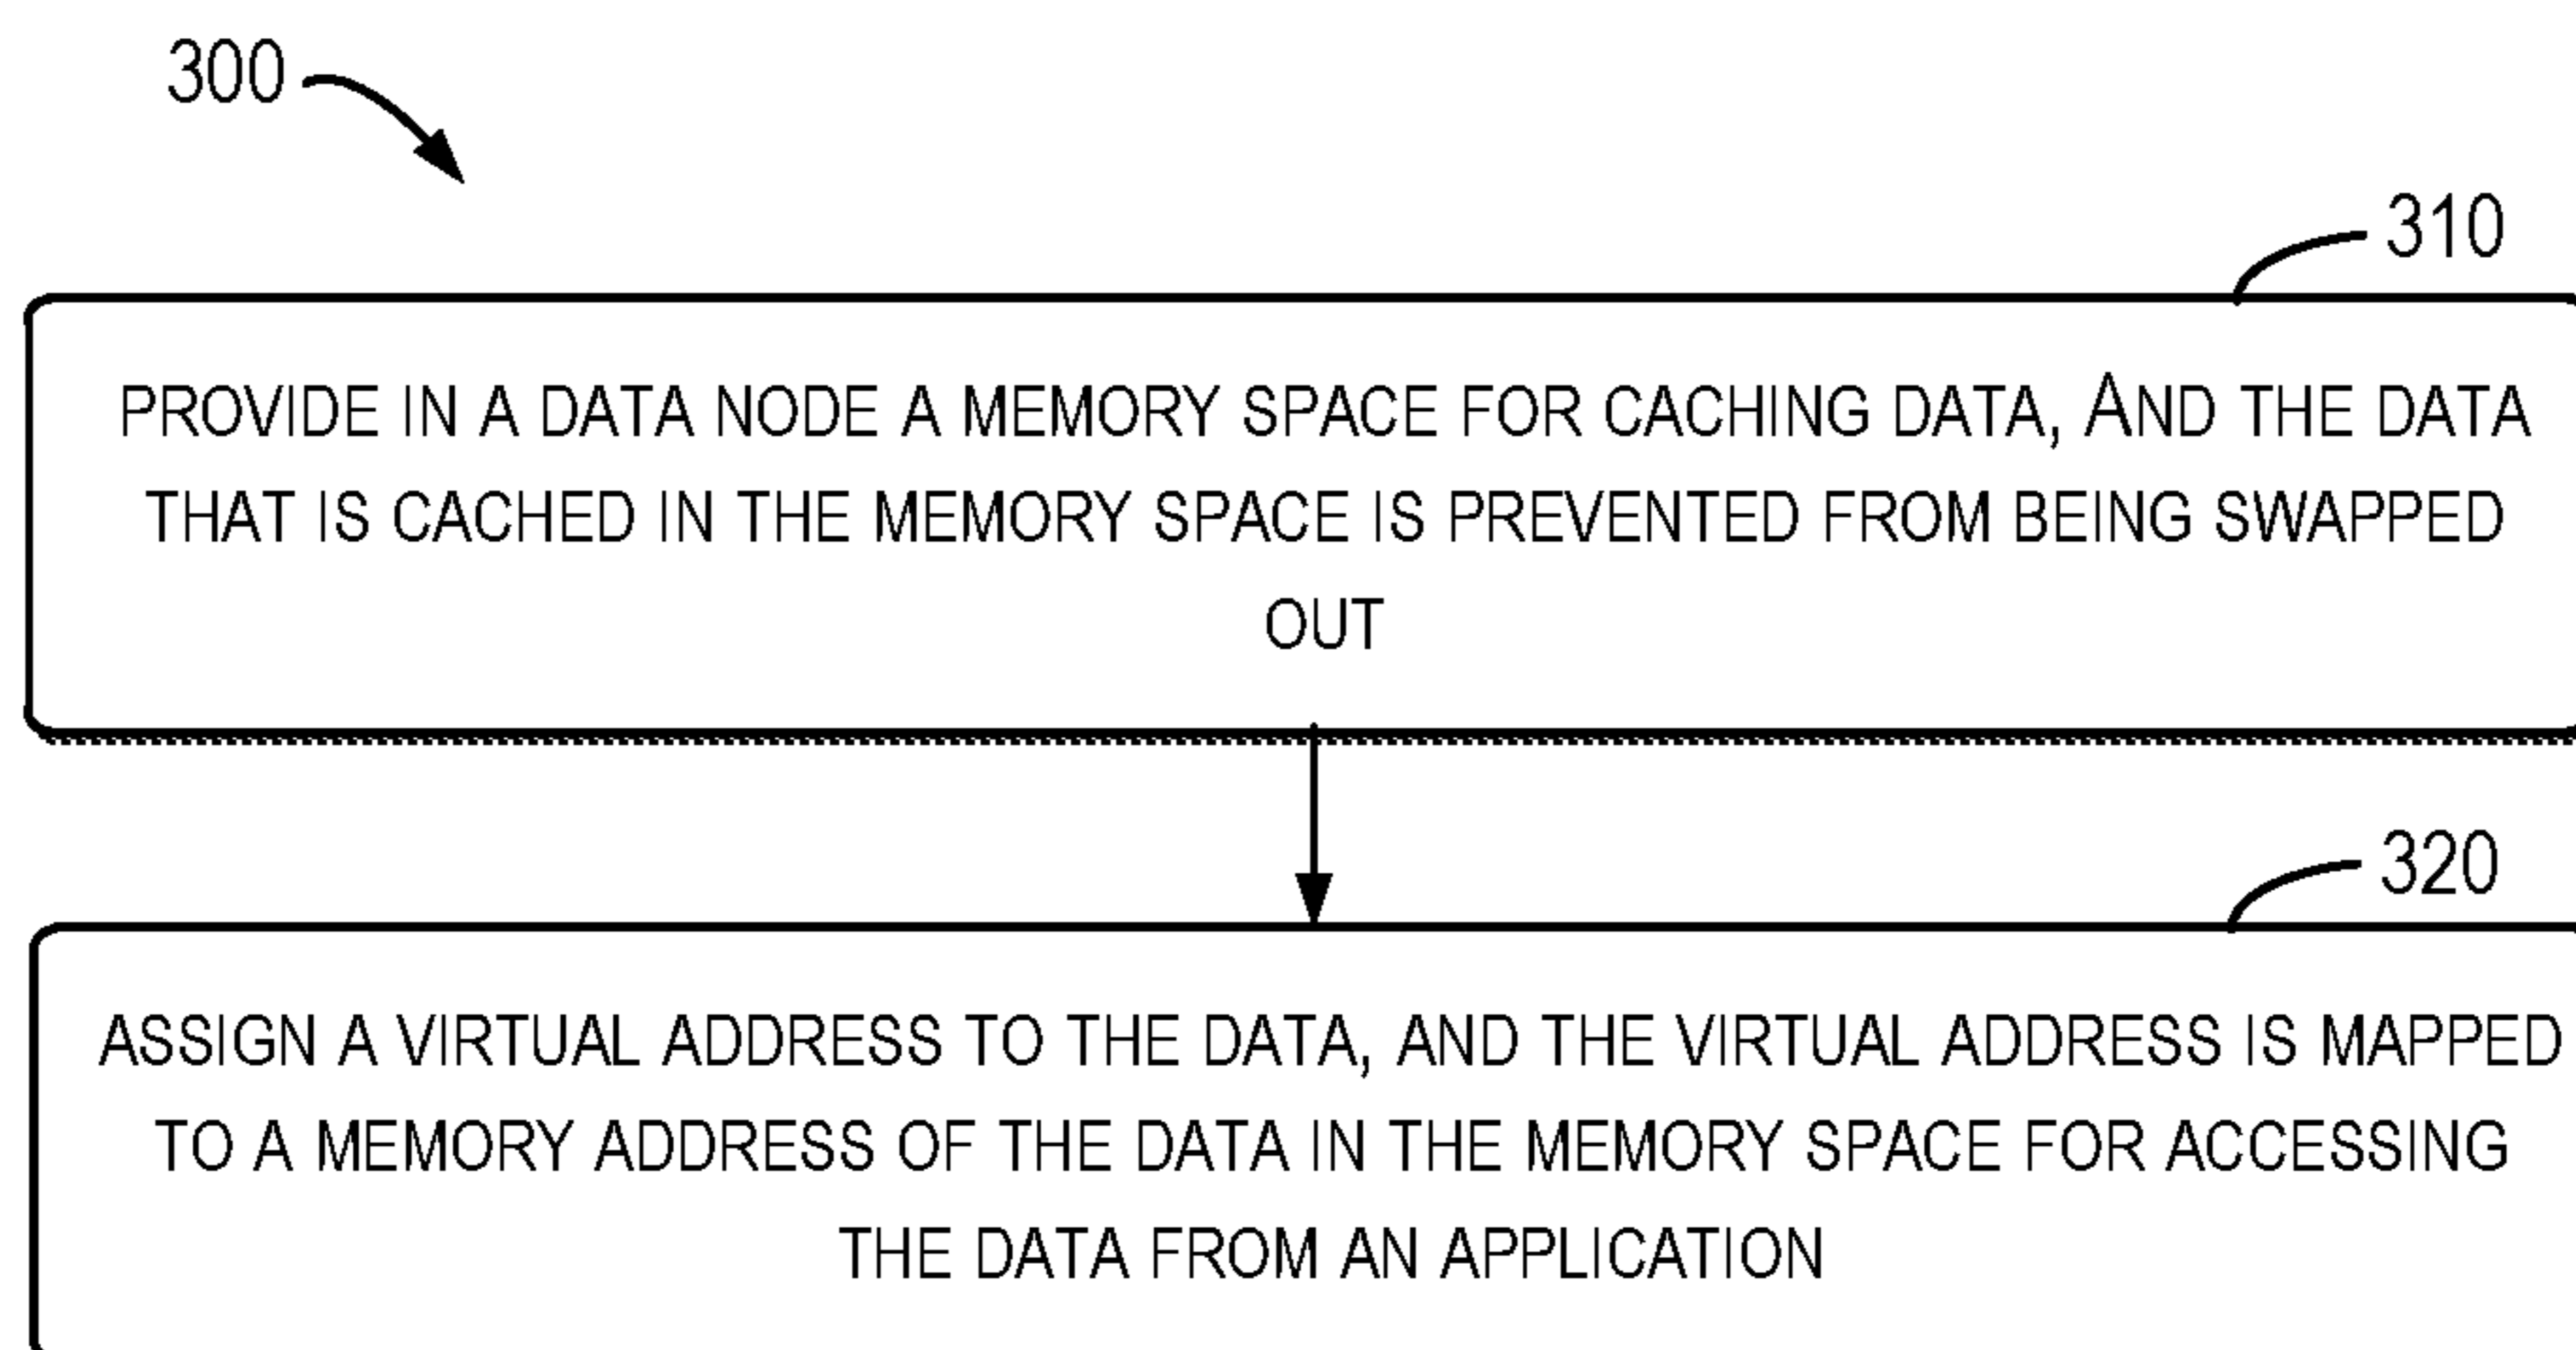 300
310
PROVIDE IN A DATA NODE A MEMORY SPACE FOR CACHING DATA, AND THE DATA
THAT IS CACHED IN THE MEMORY SPACE IS PREVENTED FROM BEING SWAPPED
OUT
320
ASSIGN A VIRTUAL ADDRESS TO THE DATA, AND THE VIRTUAL ADDRESS IS MAPPED
TO A MEMORY ADDRESS OF THE DATA IN THE MEMORY SPACE FOR ACCESSING
THE DATA FROM AN APPLICATION